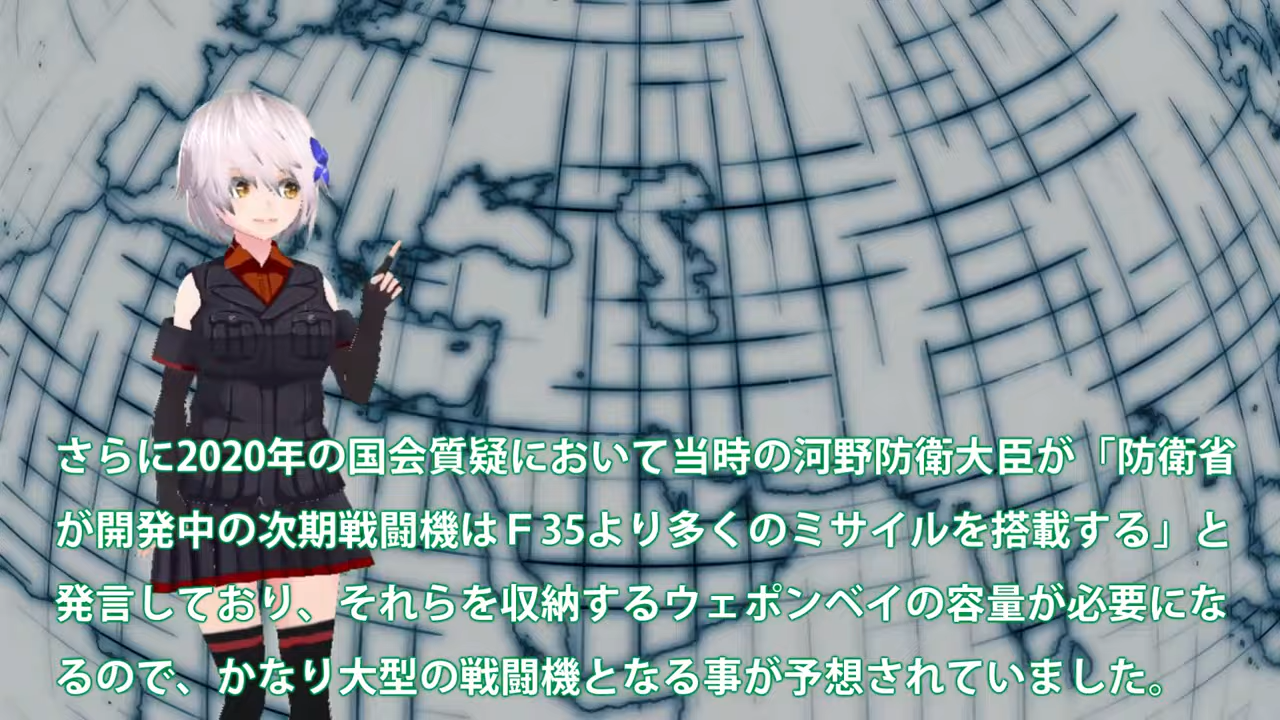 さらに2020年の国会質疑において当時の河野防衛大臣が「防衛省
が開発中の次期戦闘機はＦ35より多くのミサイルを搭載する」と
発言しており、それらを収納するウェポンベイの容量が必要にな
るので、かなり大型の戦闘機となる事が予想されていました。